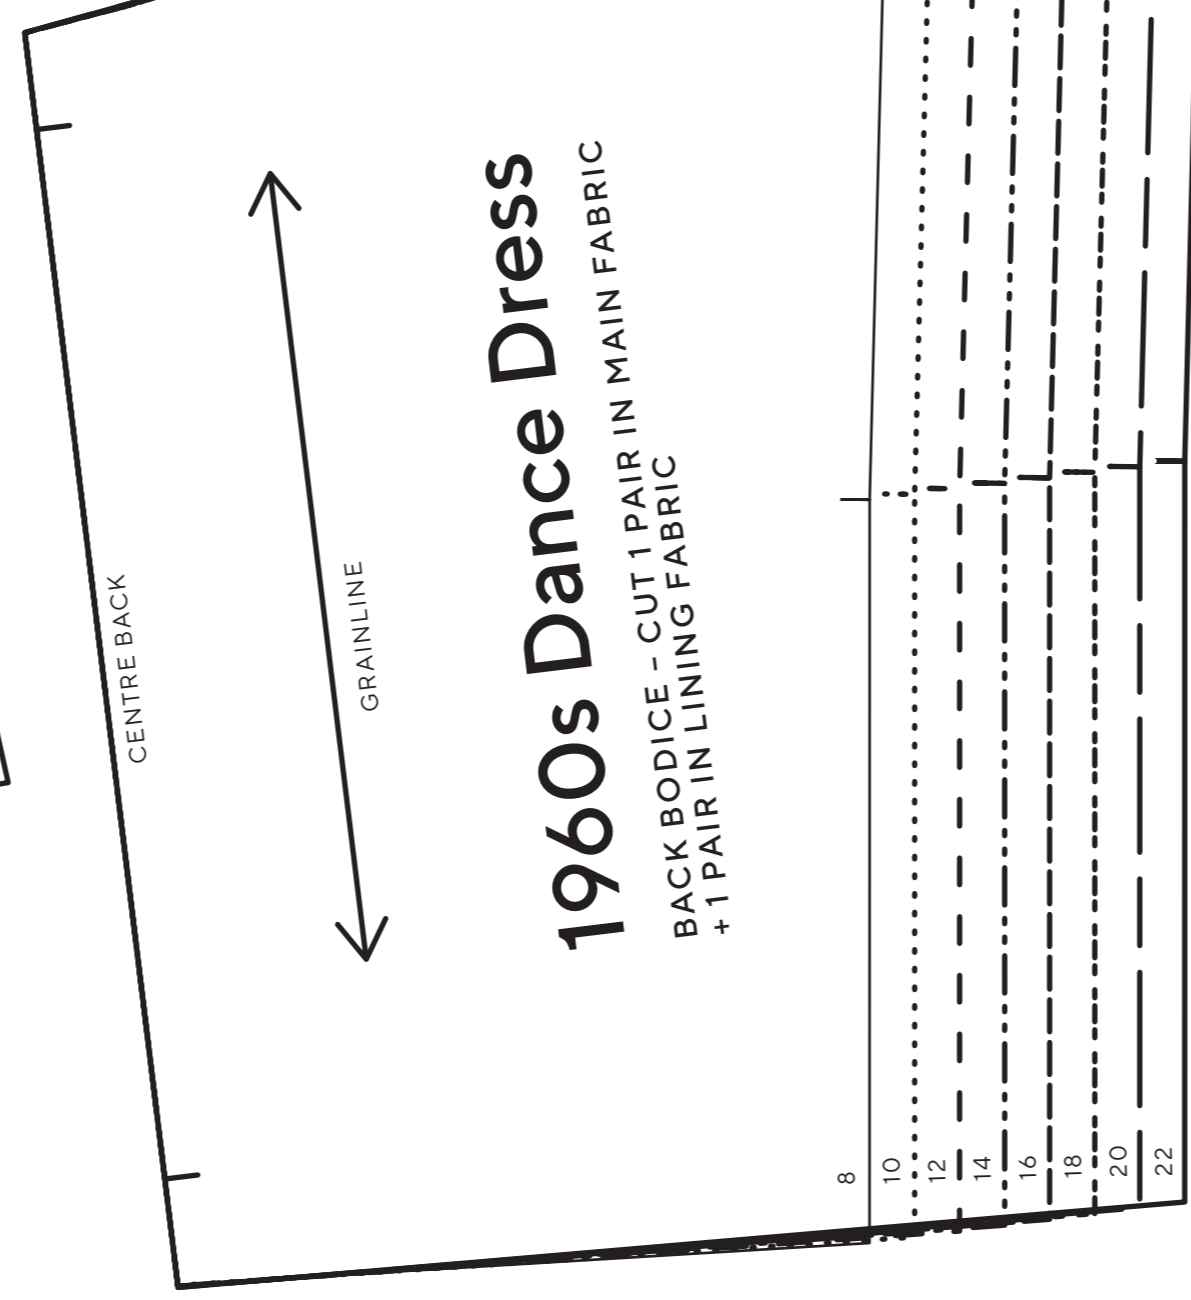 CENTRE BACK
GRAINLINE
1960s Dance Dress
BACK BODICE - CUT 1 PAIR IN MAIN FABRIC
+ 1 PAIR IN LINING FABRIC
8
10
12
14
16
18
20
22